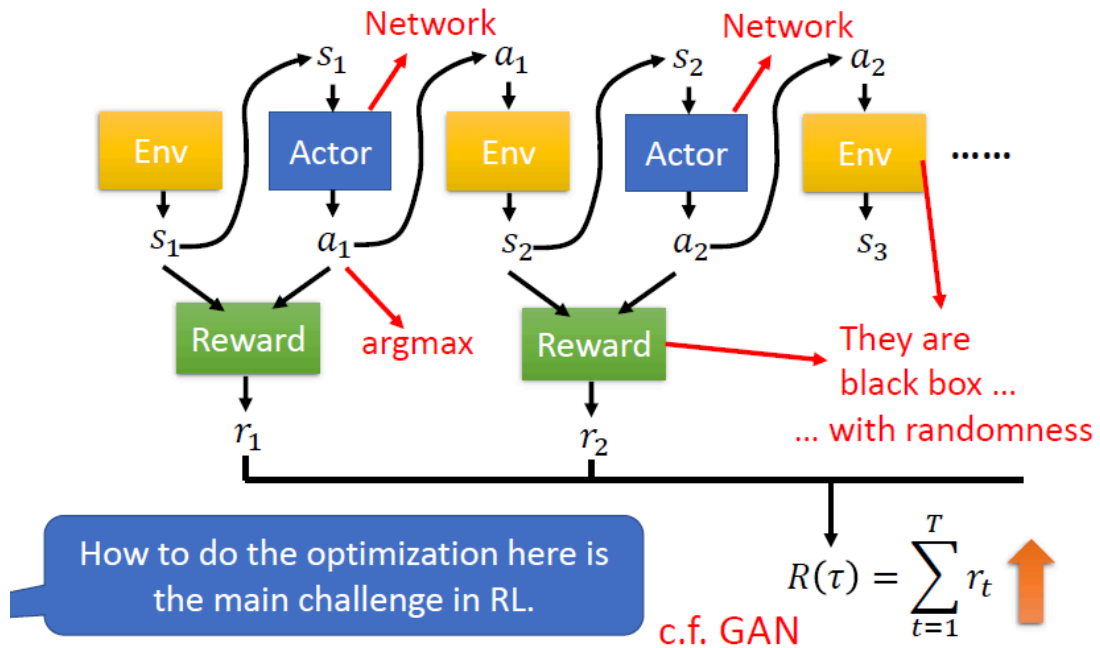 Network Network
s₁ a₁ s₂ a₂
Env Actor Env Actor Env ……
s₁ a₁ s₂ a₂ s₃
Reward argmax Reward They are
black box …
… with randomness
r₁ r₂
How to do the optimization here is
the main challenge in RL.
R(τ) = ∑_{t=1}^{T} r_t
c.f. GAN